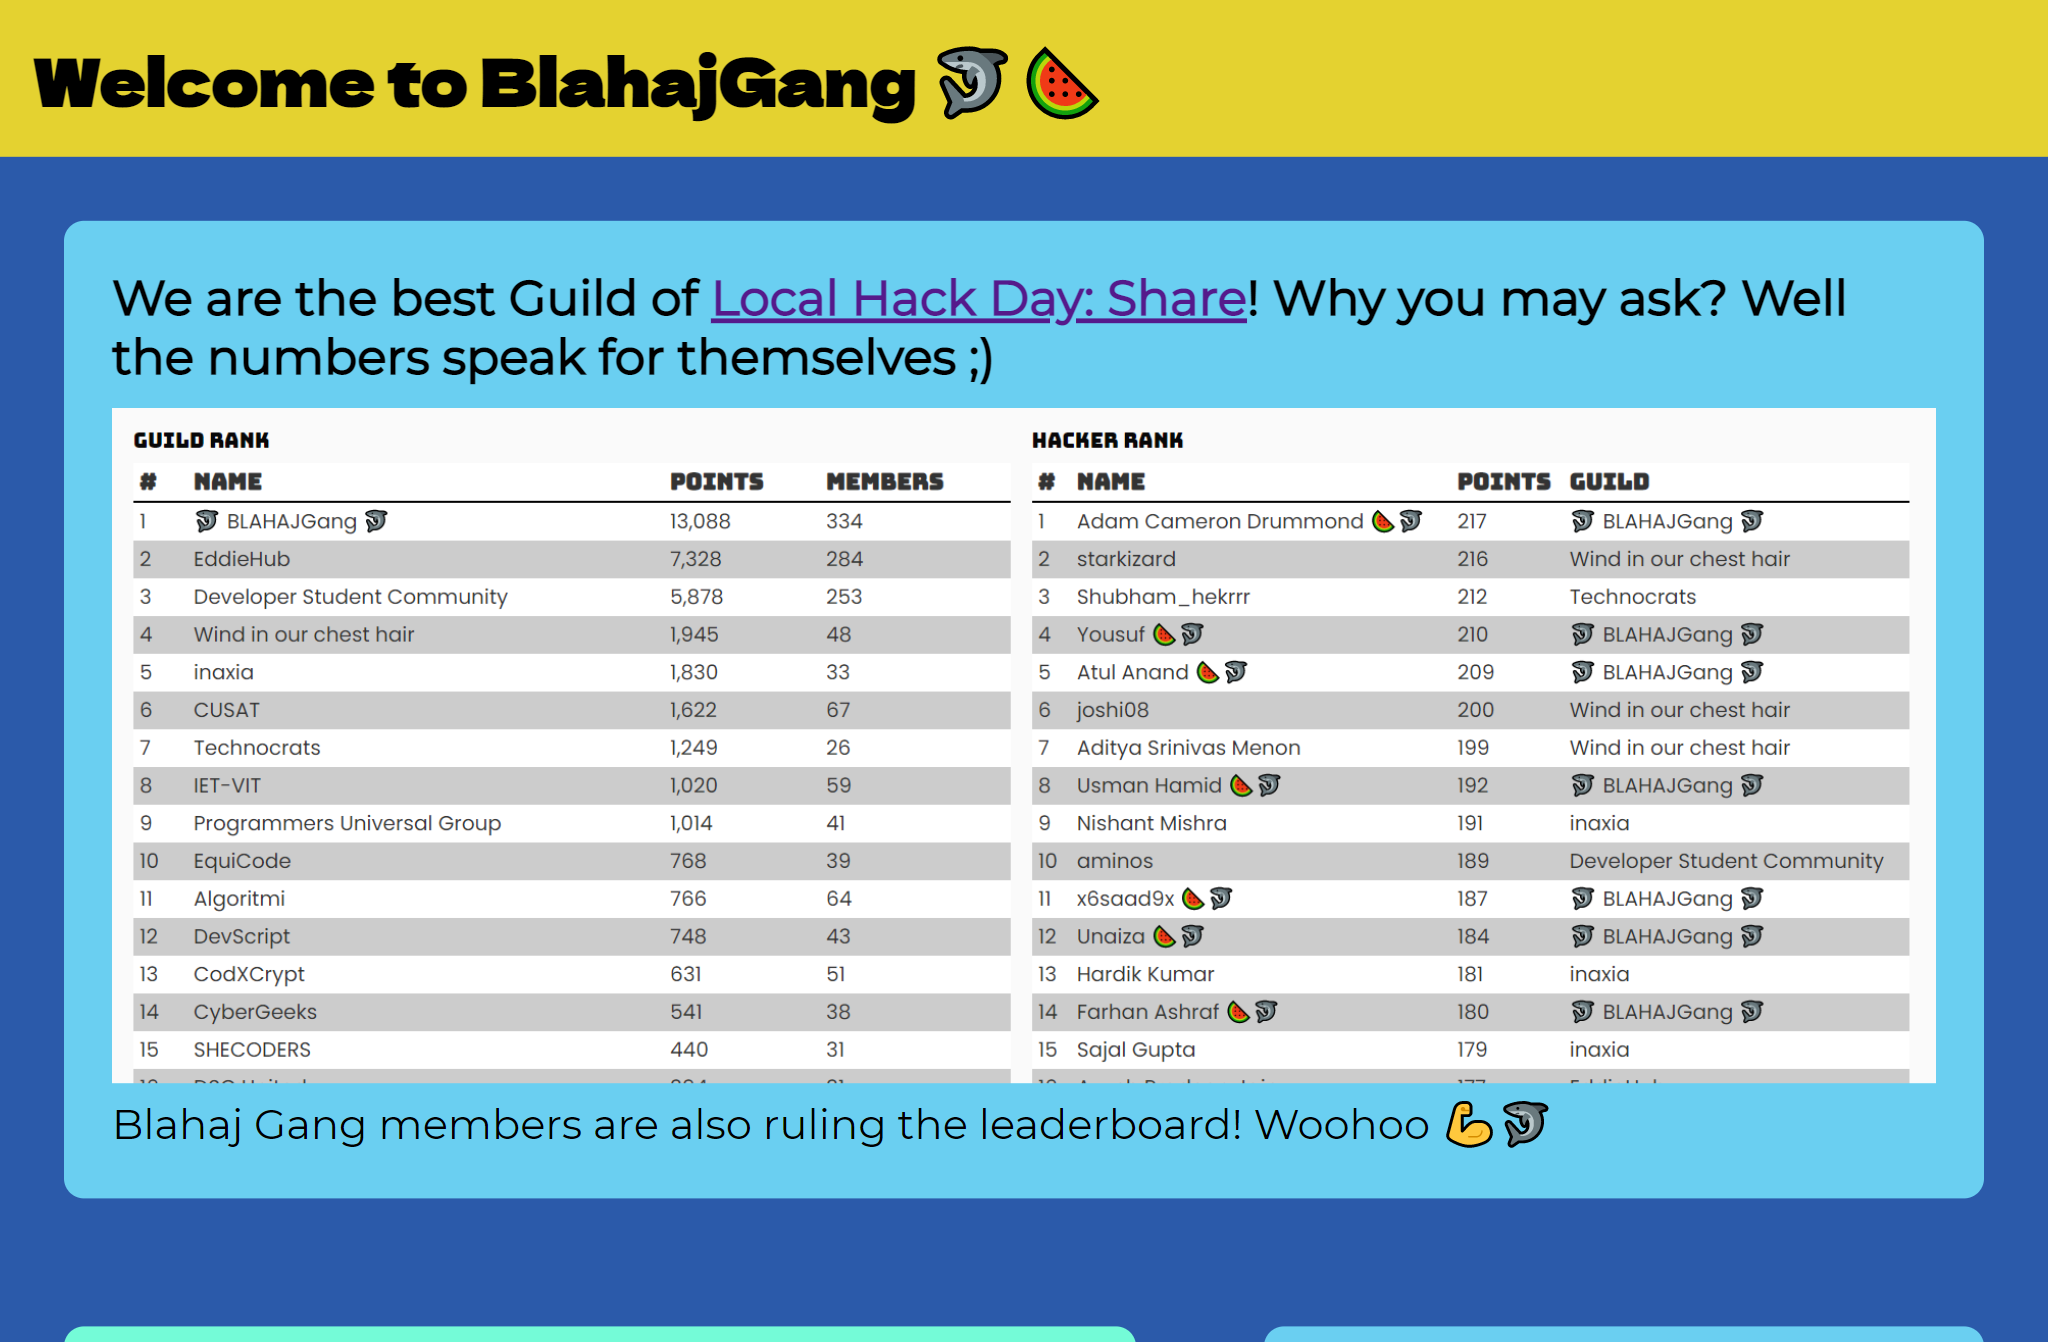 Welcome to BlahajGang 🦈🍉
We are the best Guild of Local Hack Day: Share! Why you may ask? Well
the numbers speak for themselves ;)
GUILD RANK
# NAME POINTS MEMBERS
1 🦈 BLAHAJGang 🦈 13,088 334
2 EddieHub 7,328 284
3 Developer Student Community 5,878 253
4 Wind in our chest hair 1,945 48
5 inaxia 1,830 33
6 CUSAT 1,622 67
7 Technocrats 1,249 26
8 IET-VIT 1,020 59
9 Programmers Universal Group 1,014 41
10 EquiCode 768 39
11 Algoritmi 766 64
12 DevScript 748 43
13 CodXCrypt 631 51
14 CyberGeeks 541 38
15 SHECODERS 440 31
HACKER RANK
# NAME POINTS GUILD
1 Adam Cameron Drummond 🍉🦈 217 🦈 BLAHAJGang 🦈
2 starkizard 216 Wind in our chest hair
3 Shubham_hekrrr 212 Technocrats
4 Yousuf 🍉🦈 210 🦈 BLAHAJGang 🦈
5 Atul Anand 🍉🦈 209 🦈 BLAHAJGang 🦈
6 joshi08 200 Wind in our chest hair
7 Aditya Srinivas Menon 199 Wind in our chest hair
8 Usman Hamid 🍉🦈 192 🦈 BLAHAJGang 🦈
9 Nishant Mishra 191 inaxia
10 aminos 189 Developer Student Community
11 x6saad9x 🍉🦈 187 🦈 BLAHAJGang 🦈
12 Unaiza 🍉🦈 184 🦈 BLAHAJGang 🦈
13 Hardik Kumar 181 inaxia
14 Farhan Ashraf 🍉🦈 180 🦈 BLAHAJGang 🦈
15 Sajal Gupta 179 inaxia
Blahaj Gang members are also ruling the leaderboard! Woohoo 💪🦈